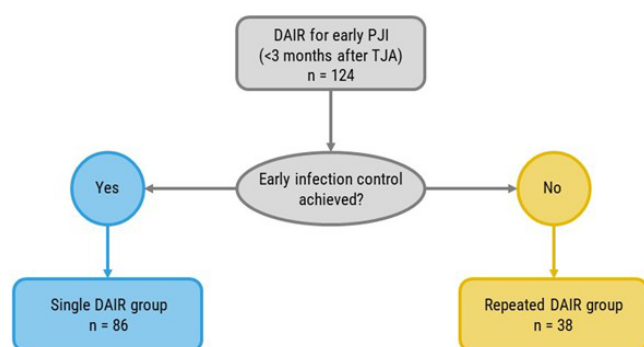 DAIR for early PJI
(<3 months after TJA)
n = 124
Yes
Early infection control
achieved?
No
Single DAIR group
n = 86
Repeated DAIR group
n = 38